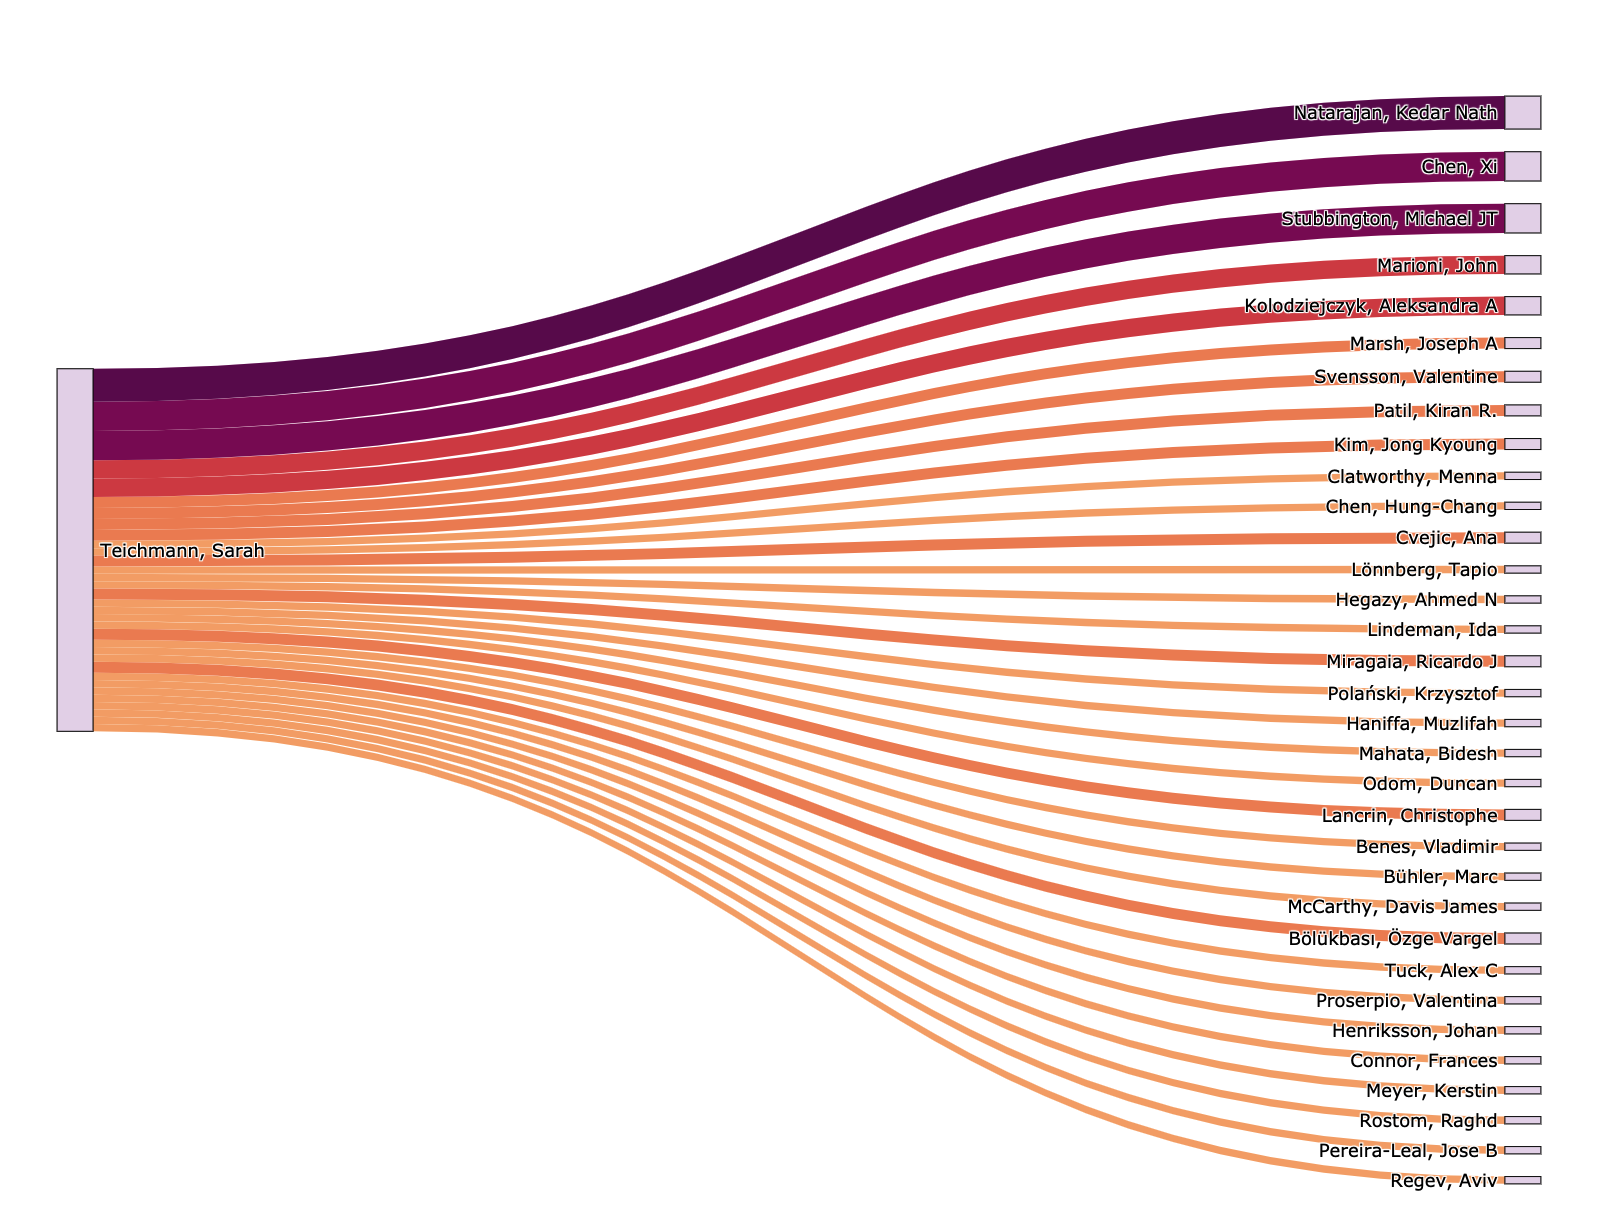 Natarajan, Kedar Nath
Chen, Xi
Stubbington, Michael JT
Marioni, John
Kolodziejczyk, Aleksandra A
Marsh, Joseph A
Svensson, Valentine
Patil, Kiran R.
Kim, Jong Kyoung
Clatworthy, Menna
Chen, Hung-Chang
Cvejic, Ana
Teichmann, Sarah
Lönnberg, Tapio
Hegazy, Ahmed N
Lindeman, Ida
Miragaia, Ricardo J
Polański, Krzysztof
Haniffa, Muzlifah
Mahata, Bidesh
Odom, Duncan
Lancrin, Christophe
Benes, Vladimir
Bühler, Marc
McCarthy, Davis James
Bölükbası, Özge Vargel
Tuck, Alex C
Proserpio, Valentina
Henriksson, Johan
Connor, Frances
Meyer, Kerstin
Rostom, Raghd
Pereira-Leal, Jose B
Regev, Aviv